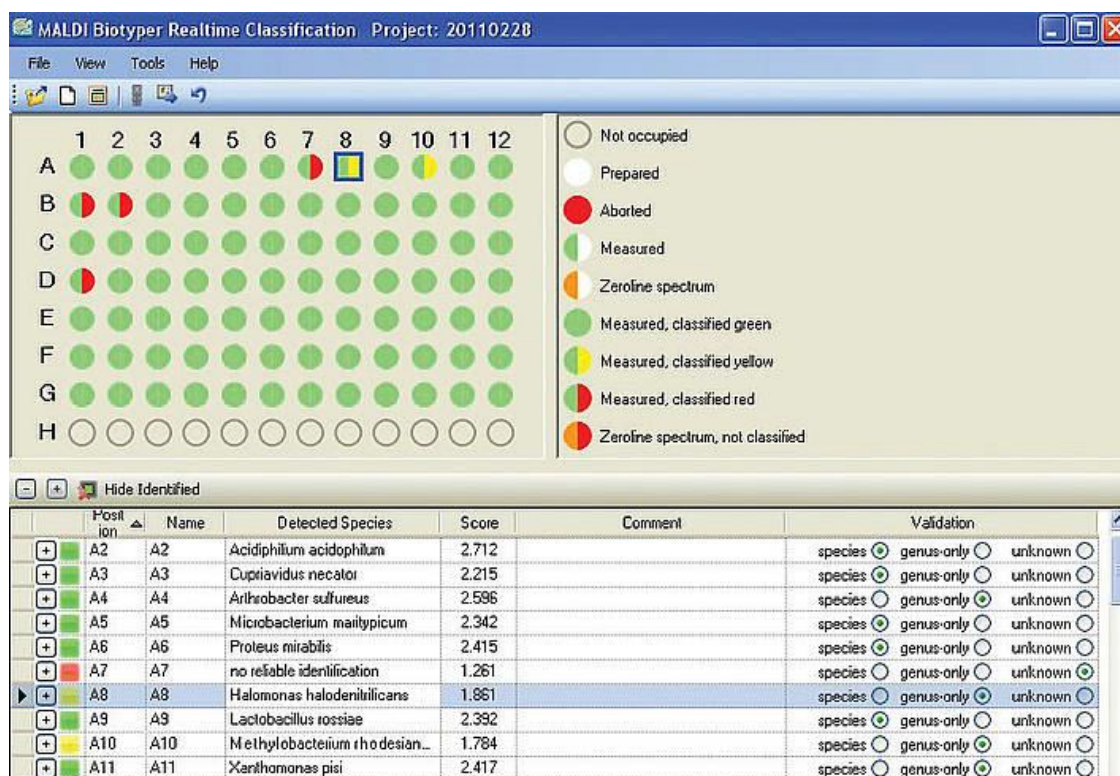 MALDI Biotyper Realtime Classification Project: 20110228
File View Tools Help
1 2 3 4 5 6 7 8 9 10 11 12
A
B
C
D
E
F
G
H
Not occupied
Prepared
Aborted
Measured
Zeroline spectrum
Measured, classified green
Measured, classified yellow
Measured, classified red
Zeroline spectrum, not classified
Hide Identified
Position Name Detected Species Score Comment Validation
A2 A2 Acidiphilium acidophilum 2.712 species genus-only unknown
A3 A3 Cupriavidus necator 2.215 species genus-only unknown
A4 A4 Arthrobacter sulfureus 2.596 species genus-only unknown
A5 A5 Microbacterium maritypicum 2.342 species genus-only unknown
A6 A6 Proteus mirabilis 2.415 species genus-only unknown
A7 A7 no reliable identification 1.261 species genus-only unknown
A8 A8 Halomonas halodenitrificans 1.861 species genus-only unknown
A9 A9 Lactobacillus rossiae 2.392 species genus-only unknown
A10 A10 Methylobacterium rhodesian... 1.784 species genus-only unknown
A11 A11 Xanthomonas pisi 2.417 species genus-only unknown